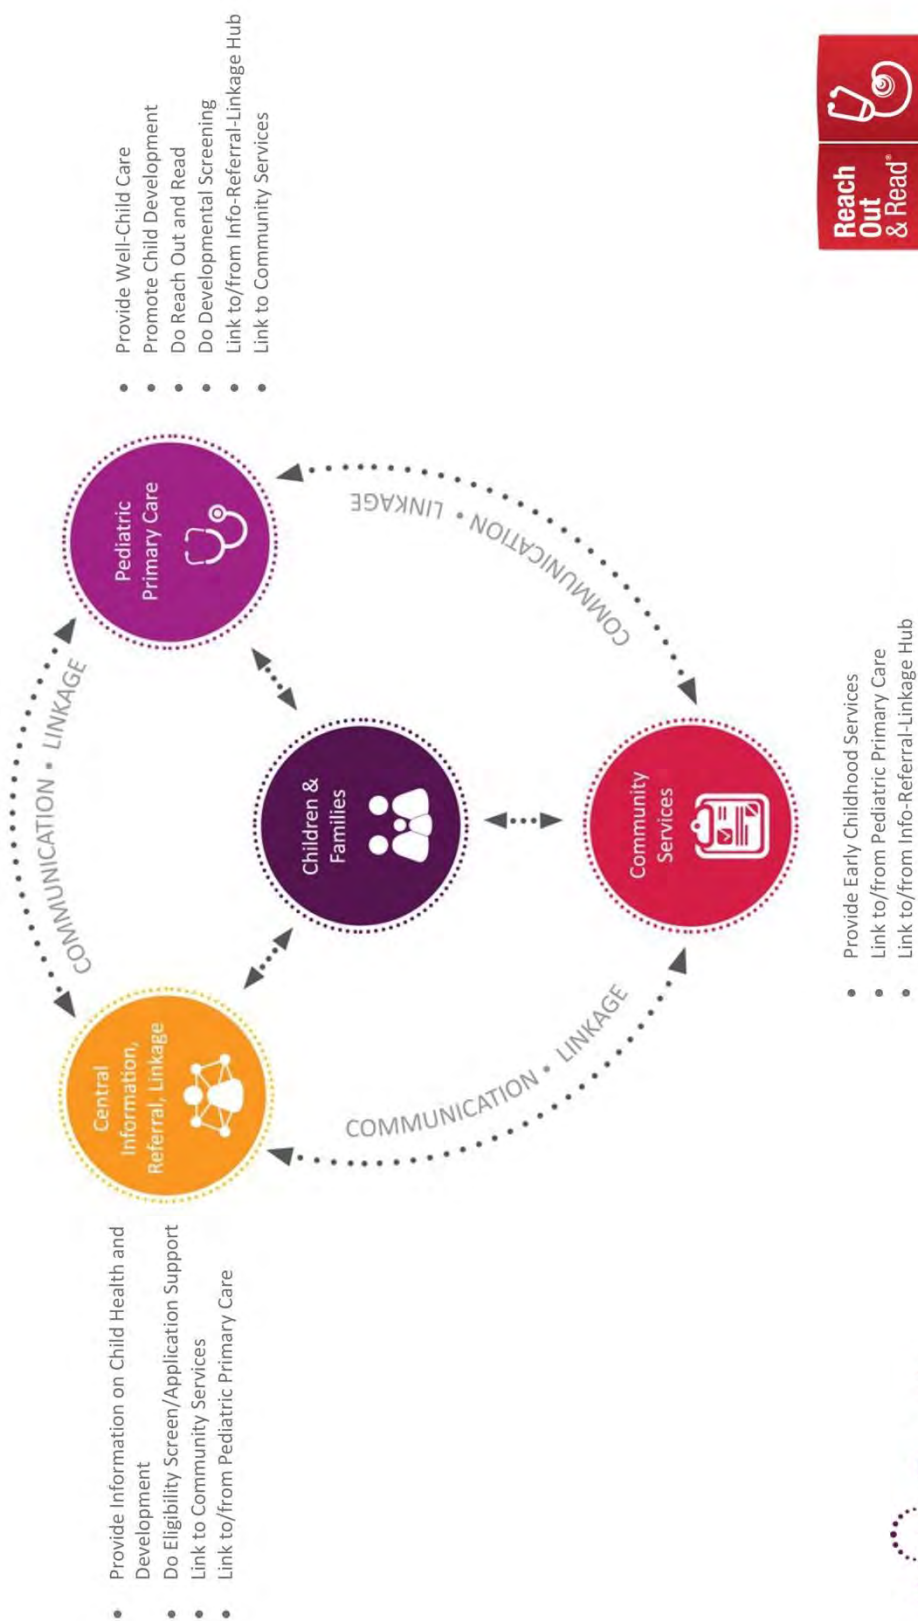 COMMUNICATION • LINKAGE
Central
Information,
Referral, Linkage
• Provide Information on Child Health and
Development
• Do Eligibility Screen/Application Support
• Link to Community Services
• Link to/from Pediatric Primary Care
Pediatric
Primary Care
• Provide Well-Child Care
• Promote Child Development
• Do Reach Out and Read
• Do Developmental Screening
• Link to/from Info-Referral-Linkage Hub
• Link to Community Services
Children &
Families
COMMUNICATION • LINKAGE
COMMUNICATION • LINKAGE
Community
Services
• Provide Early Childhood Services
• Link to/from Pediatric Primary Care
• Link to/from Info-Referral-Linkage Hub
Reach
Out
& Read®